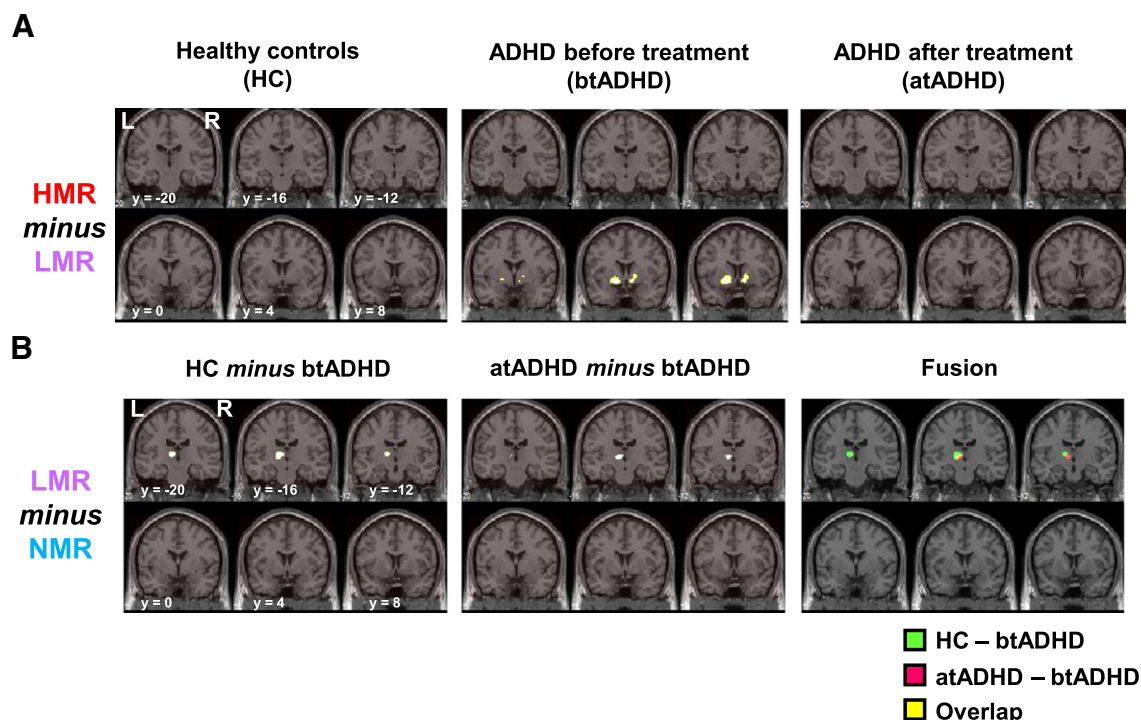 A
Healthy controls
(HC)
ADHD before treatment
(btADHD)
ADHD after treatment
(atADHD)
HMR
minus
LMR
L R
y = -20 y = -16 y = -12
y = 0 y = 4 y = 8
B
HC minus btADHD
atADHD minus btADHD
Fusion
LMR
minus
NMR
L R
y = -20 y = -16 y = -12
y = 0 y = 4 y = 8
HC – btADHD
atADHD – btADHD
Overlap